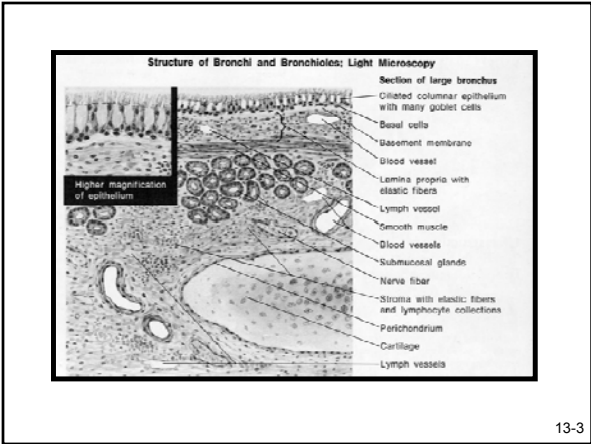 Structure of Bronchi and Bronchioles; Light Microscopy
Section of large bronchus
Ciliated columnar epithelium
with many goblet cells
Basal cells
Basement membrane
Blood vessel
Lamina propria with
elastic fibers
Lymph vessel
Smooth muscle
Blood vessels
Submucosal glands
Nerve fiber
Stroma with elastic fibers
and lymphocyte collections
Perichondrium
Cartilage
Lymph vessels
Higher magnification
of epithelium
13-3